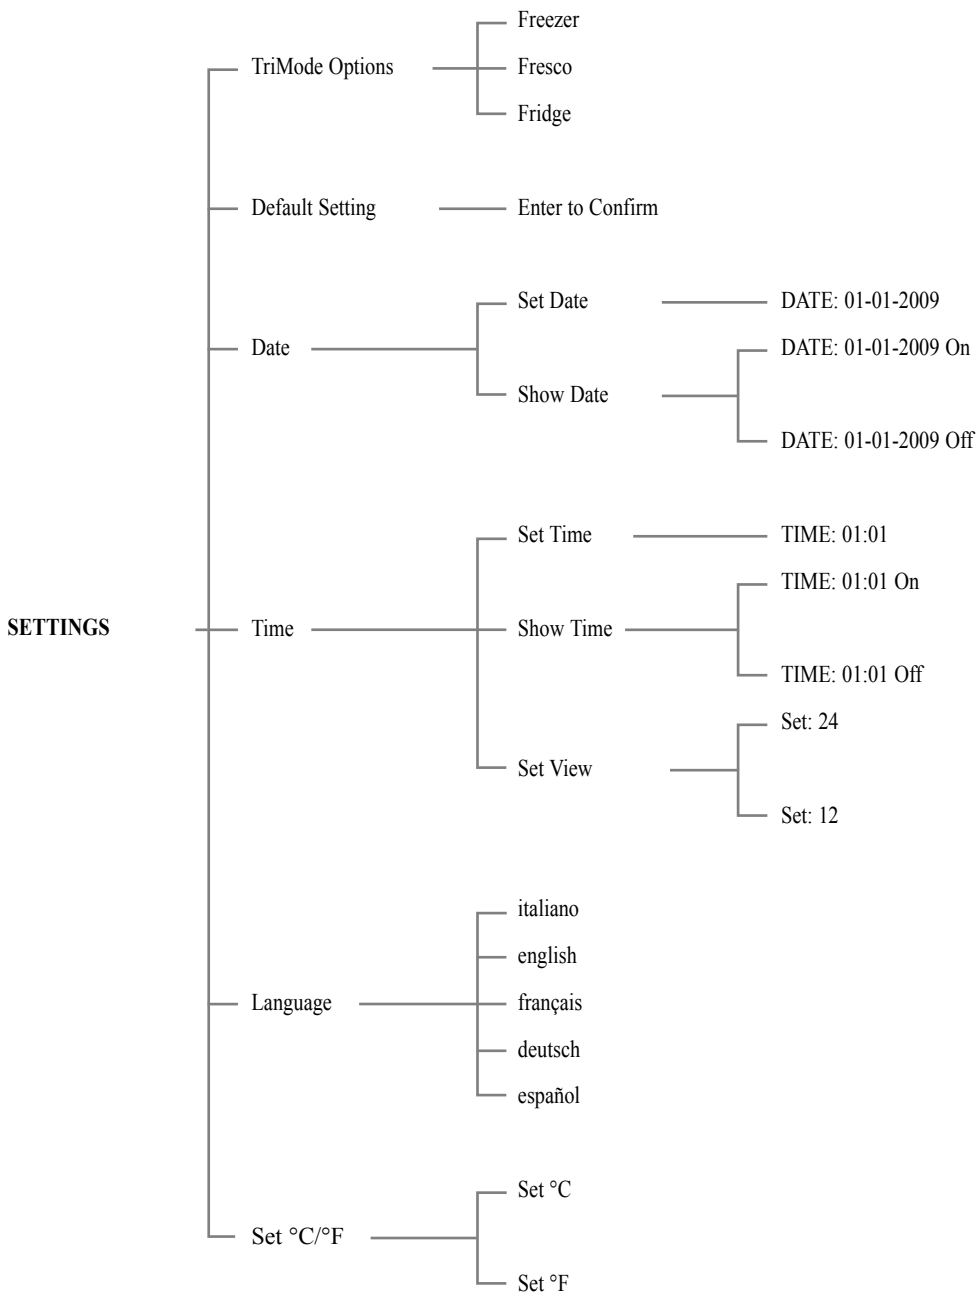 Freezer
TriMode Options
Fresco
Fridge
Default Setting
Enter to Confirm
Set Date
DATE: 01-01-2009
Date
DATE: 01-01-2009 On
Show Date
DATE: 01-01-2009 Off
Set Time
TIME: 01:01
TIME: 01:01 On
SETTINGS
Time
Show Time
TIME: 01:01 Off
Set: 24
Set View
Set: 12
italiano
english
Language
français
deutsch
español
Set °C
Set °C/°F
Set °F